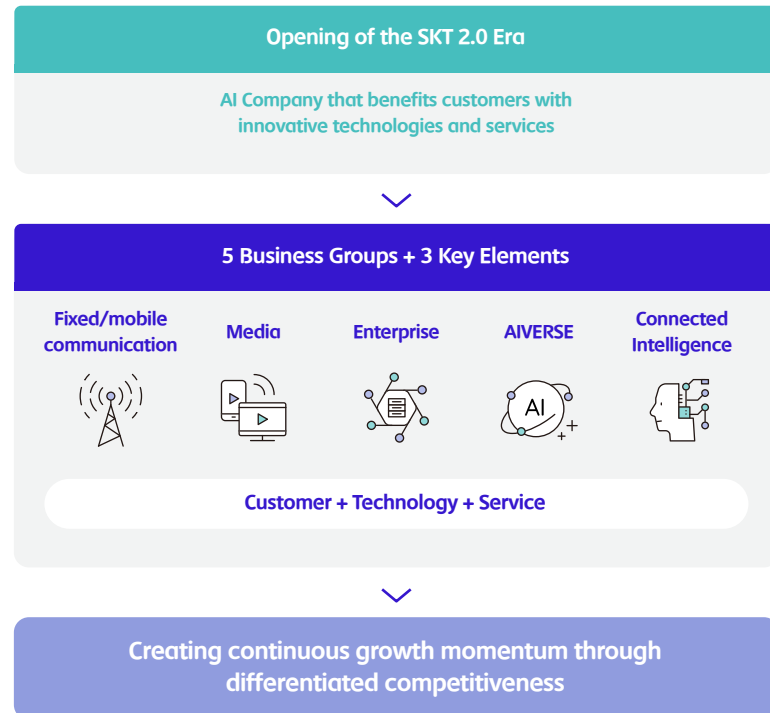 Opening of the SKT 2.0 Era
AI Company that benefits customers with
innovative technologies and services
5 Business Groups + 3 Key Elements
Fixed/mobile
communication
Media
Enterprise
AIVERSE
Connected
Intelligence
AI
Customer + Technology + Service
Creating continuous growth momentum through
differentiated competitiveness